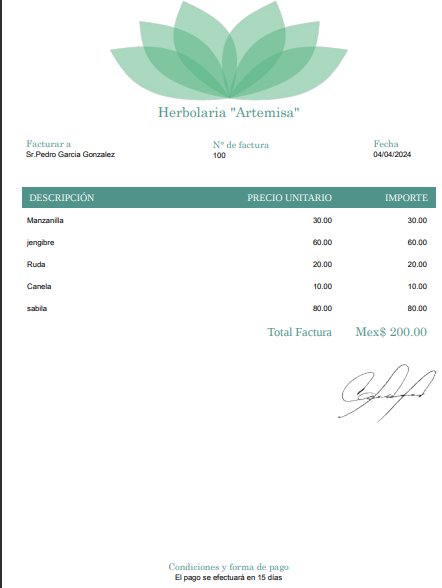 Herbolaria "Artemisa"
Facturar a Nº de factura Fecha
Sr.Pedro Garcia Gonzalez 100 04/04/2024
DESCRIPCIÓN PRECIO UNITARIO IMPORTE
Manzanilla 30.00 30.00
jengibre 60.00 60.00
Ruda 20.00 20.00
Canela 10.00 10.00
sabila 80.00 80.00
Total Factura Mex$ 200.00
Condiciones y forma de pago
El pago se efectuará en 15 días